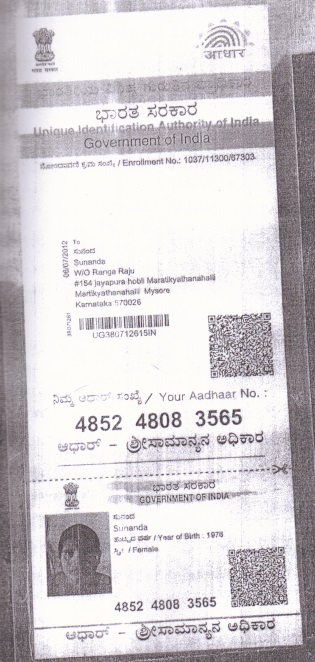 भारत सरकार
आधार
ಭಾರತ ಸರಕಾರ
Unique Identification Authority of India
Government of India
ನೋಂದಾವಣೆ ಕ್ರಮ ಸಂಖ್ಯೆ / Enrollment No.: 1037/11300/67303
06/07/2012
To
ಸುನಂದ
Sunanda
W/O Ranga Raju
#154 jayapura hobli Maratikyathanahalli
Martikyathanahalli Mysore
Karnataka 570026
UG380712615IN
ನಿಮ್ಮ ಆಧಾರ್ ಸಂಖ್ಯೆ / Your Aadhaar No. :
4852 4808 3565
ಆಧಾರ್ – ಶ್ರೀಸಾಮಾನ್ಯನ ಅಧಿಕಾರ
ಭಾರತ ಸರಕಾರ
GOVERNMENT OF INDIA
ಸುನಂದ
Sunanda
ಹುಟ್ಟಿದ ವರ್ಷ / Year of Birth : 1976
ಸ್ತ್ರೀ / Female
4852 4808 3565
ಆಧಾರ್ – ಶ್ರೀಸಾಮಾನ್ಯನ ಅಧಿಕಾರ